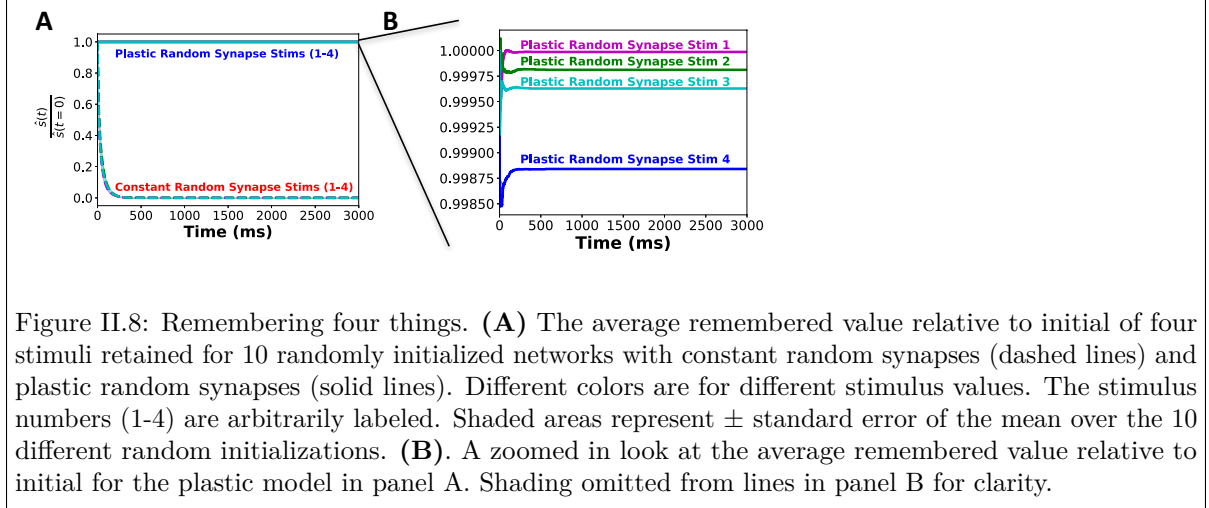 A
B
1.0
0.8
0.6
0.4
0.2
0.0
ŝ(t)
ŝ(t = 0)
Plastic Random Synapse Stims (1-4)
Constant Random Synapse Stims (1-4)
0 500 1000 1500 2000 2500 3000
Time (ms)
1.00000
0.99975
0.99950
0.99925
0.99900
0.99875
0.99850
Plastic Random Synapse Stim 1
Plastic Random Synapse Stim 2
Plastic Random Synapse Stim 3
Plastic Random Synapse Stim 4
0 500 1000 1500 2000 2500 3000
Time (ms)
Figure II.8: Remembering four things. (A) The average remembered value relative to initial of four
stimuli retained for 10 randomly initialized networks with constant random synapses (dashed lines) and
plastic random synapses (solid lines). Different colors are for different stimulus values. The stimulus
numbers (1-4) are arbitrarily labeled. Shaded areas represent ± standard error of the mean over the 10
different random initializations. (B). A zoomed in look at the average remembered value relative to
initial for the plastic model in panel A. Shading omitted from lines in panel B for clarity.